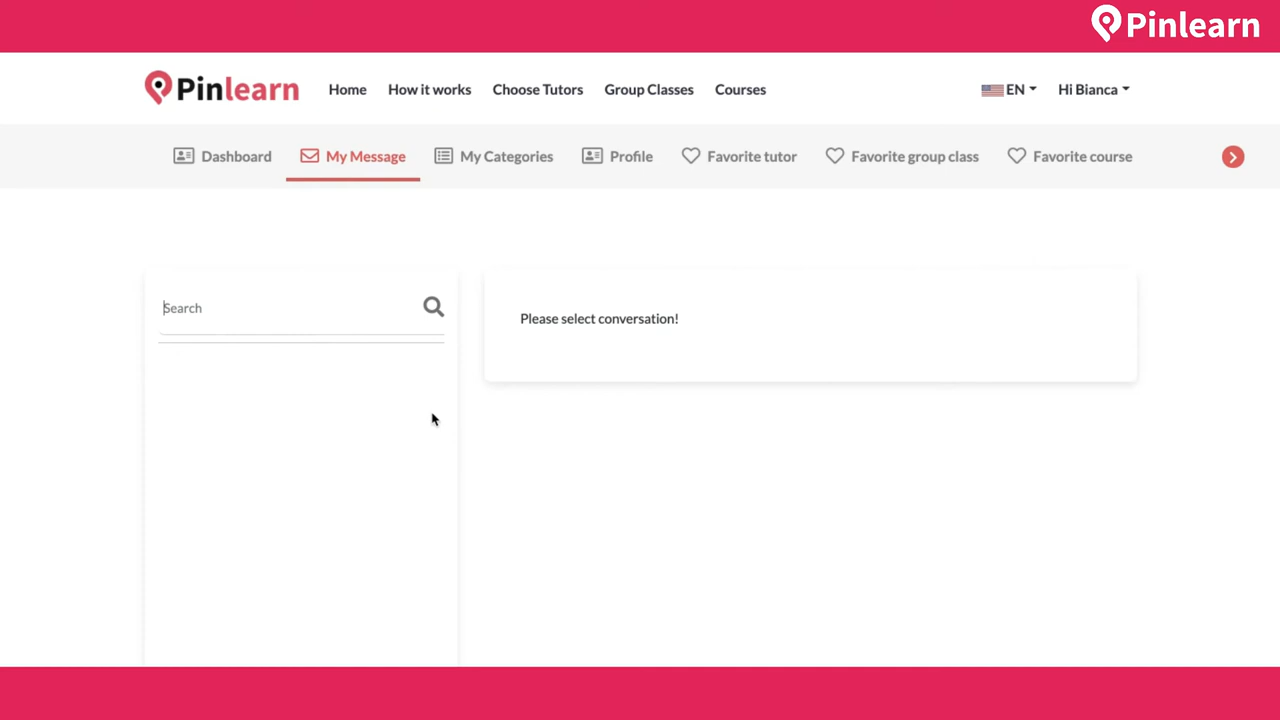 Pinlearn
Pinlearn Home How it works Choose Tutors Group Classes Courses EN Hi Bianca
Dashboard My Message My Categories Profile Favorite tutor Favorite group class Favorite course
Search
Please select conversation!